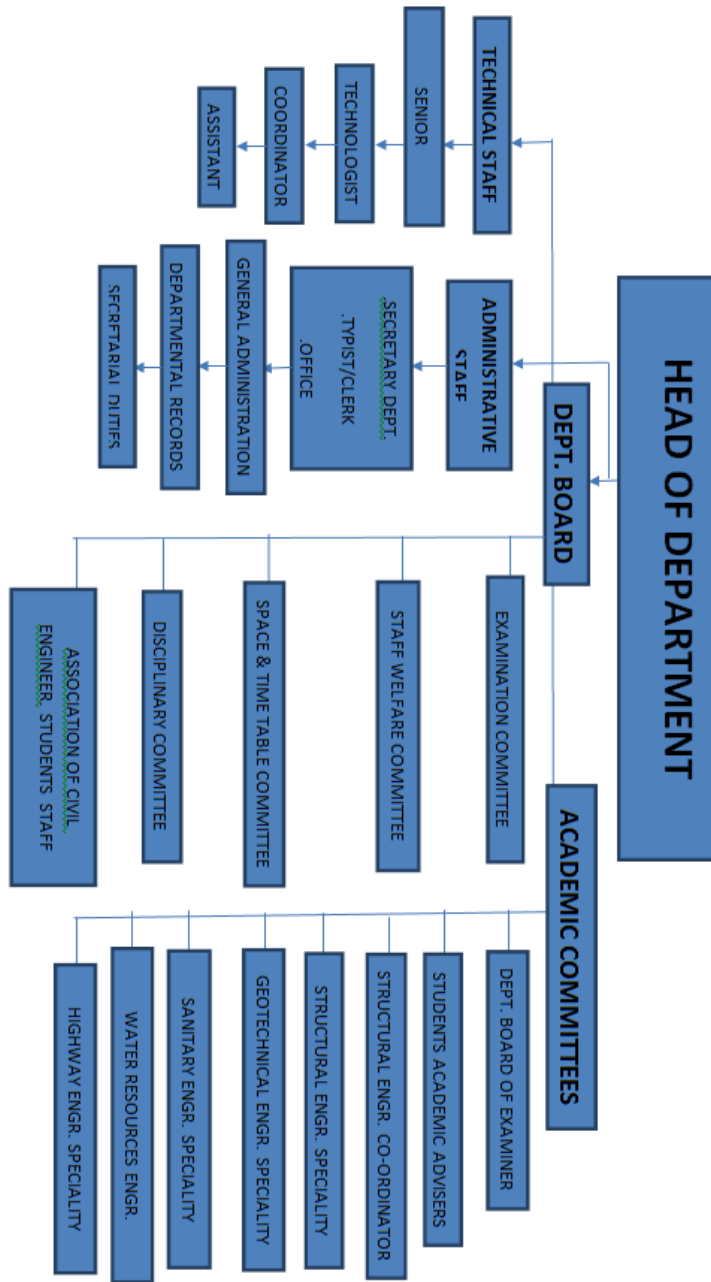 HEAD OF DEPARTMENT
DEPT. BOARD
TECHNICAL STAFF
SENIOR
TECHNOLOGIST
COORDINATOR
ASSISTANT
ADMINISTRATIVE
STAFF
.SECRETARY DEPT.
.TYPIST/CLERK
.OFFICE
GENERAL ADMINISTRATION
DEPARTMENTAL RECORDS
SECRETARIAL DUTIES
EXAMINATION COMMITTEE
STAFF WELFARE COMMITTEE
SPACE & TIME TABLE COMMITTEE
DISCIPLINARY COMMITTEE
ASSOCIATION OF CIVIL
ENGINEER STUDENTS STAFF
ACADEMIC COMMITTEES
DEPT. BOARD OF EXAMINER
STUDENTS ACADEMIC ADVISERS
STRUCTURAL ENGR. CO-ORDINATOR
STRUCTURAL ENGR. SPECIALITY
GEOTECHNICAL ENGR. SPECIALITY
SANITARY ENGR. SPECIALITY
WATER RESOURCES ENGR.
HIGHWAY ENGR. SPECIALITY